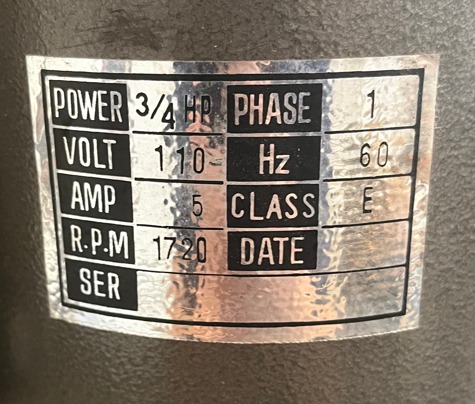 POWER 3/4 HP PHASE 1
VOLT 110 Hz 60
AMP 5 CLASS E
R.P.M 1720 DATE
SER